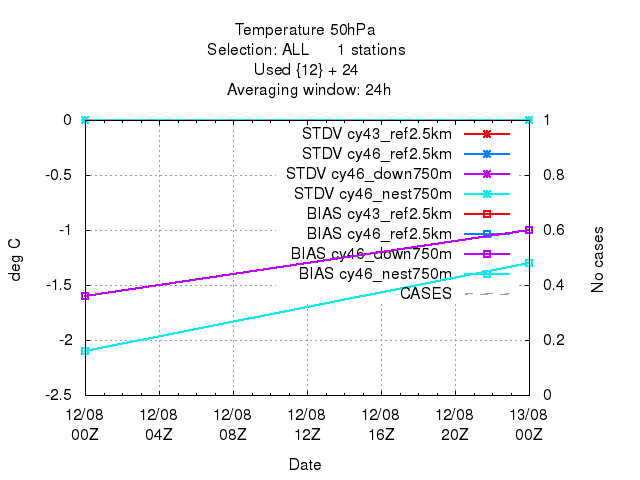 Temperature 50hPa
Selection: ALL 1 stations
Used {12} + 24
Averaging window: 24h
0
-0.5
-1
-1.5
-2
-2.5
deg C
1
0.8
0.6
0.4
0.2
0
No cases
STDV cy43_ref2.5km
STDV cy46_ref2.5km
STDV cy46_down750m
STDV cy46_nest750m
BIAS cy43_ref2.5km
BIAS cy46_ref2.5km
BIAS cy46_down750m
BIAS cy46_nest750m
CASES
12/08 12/08 12/08 12/08 12/08 12/08 13/08
00Z 04Z 08Z 12Z 16Z 20Z 00Z
Date